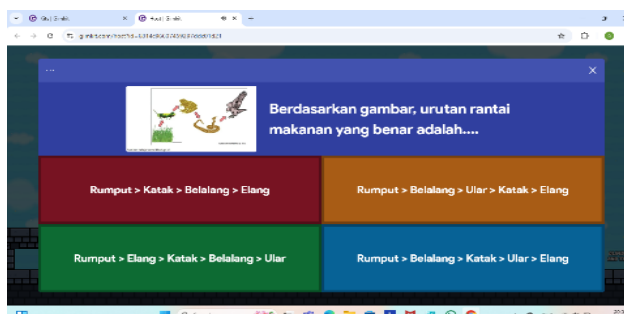 Berdasarkan gambar, urutan rantai
makanan yang benar adalah....
Rumput > Katak > Belalang > Elang
Rumput > Belalang > Ular > Katak > Elang
Rumput > Elang > Katak > Belalang > Ular
Rumput > Belalang > Katak > Ular > Elang